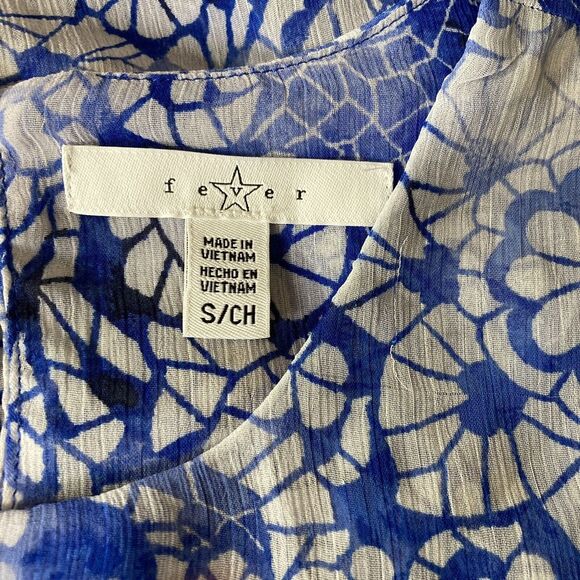 fever
MADE IN
VIETNAM
HECHO EN
VIETNAM
S/CH